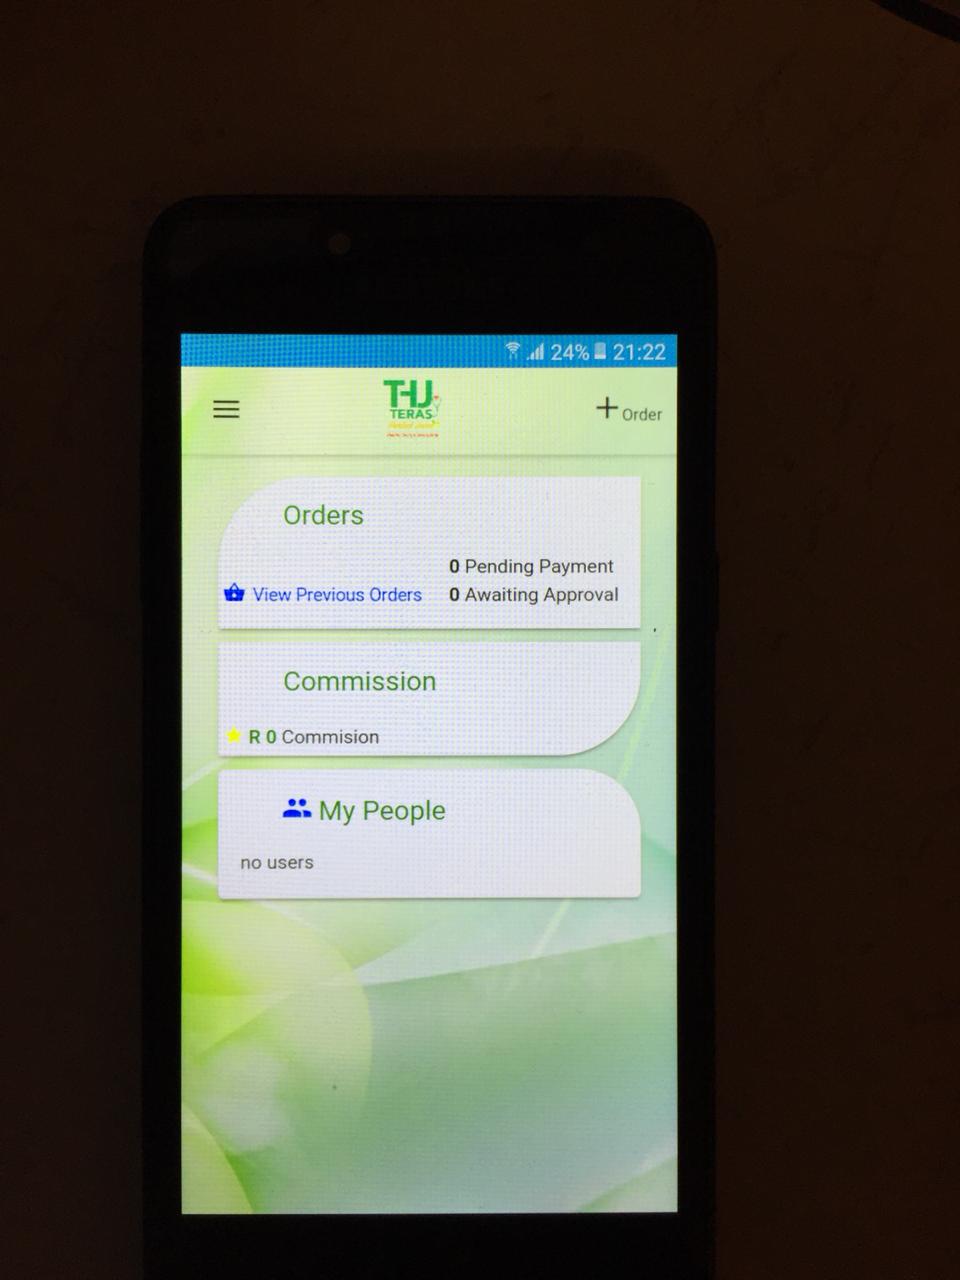 24% 21:22
THJ
TERAS
Order
Orders
0 Pending Payment
View Previous Orders
0 Awaiting Approval
Commission
R 0 Commision
My People
no users